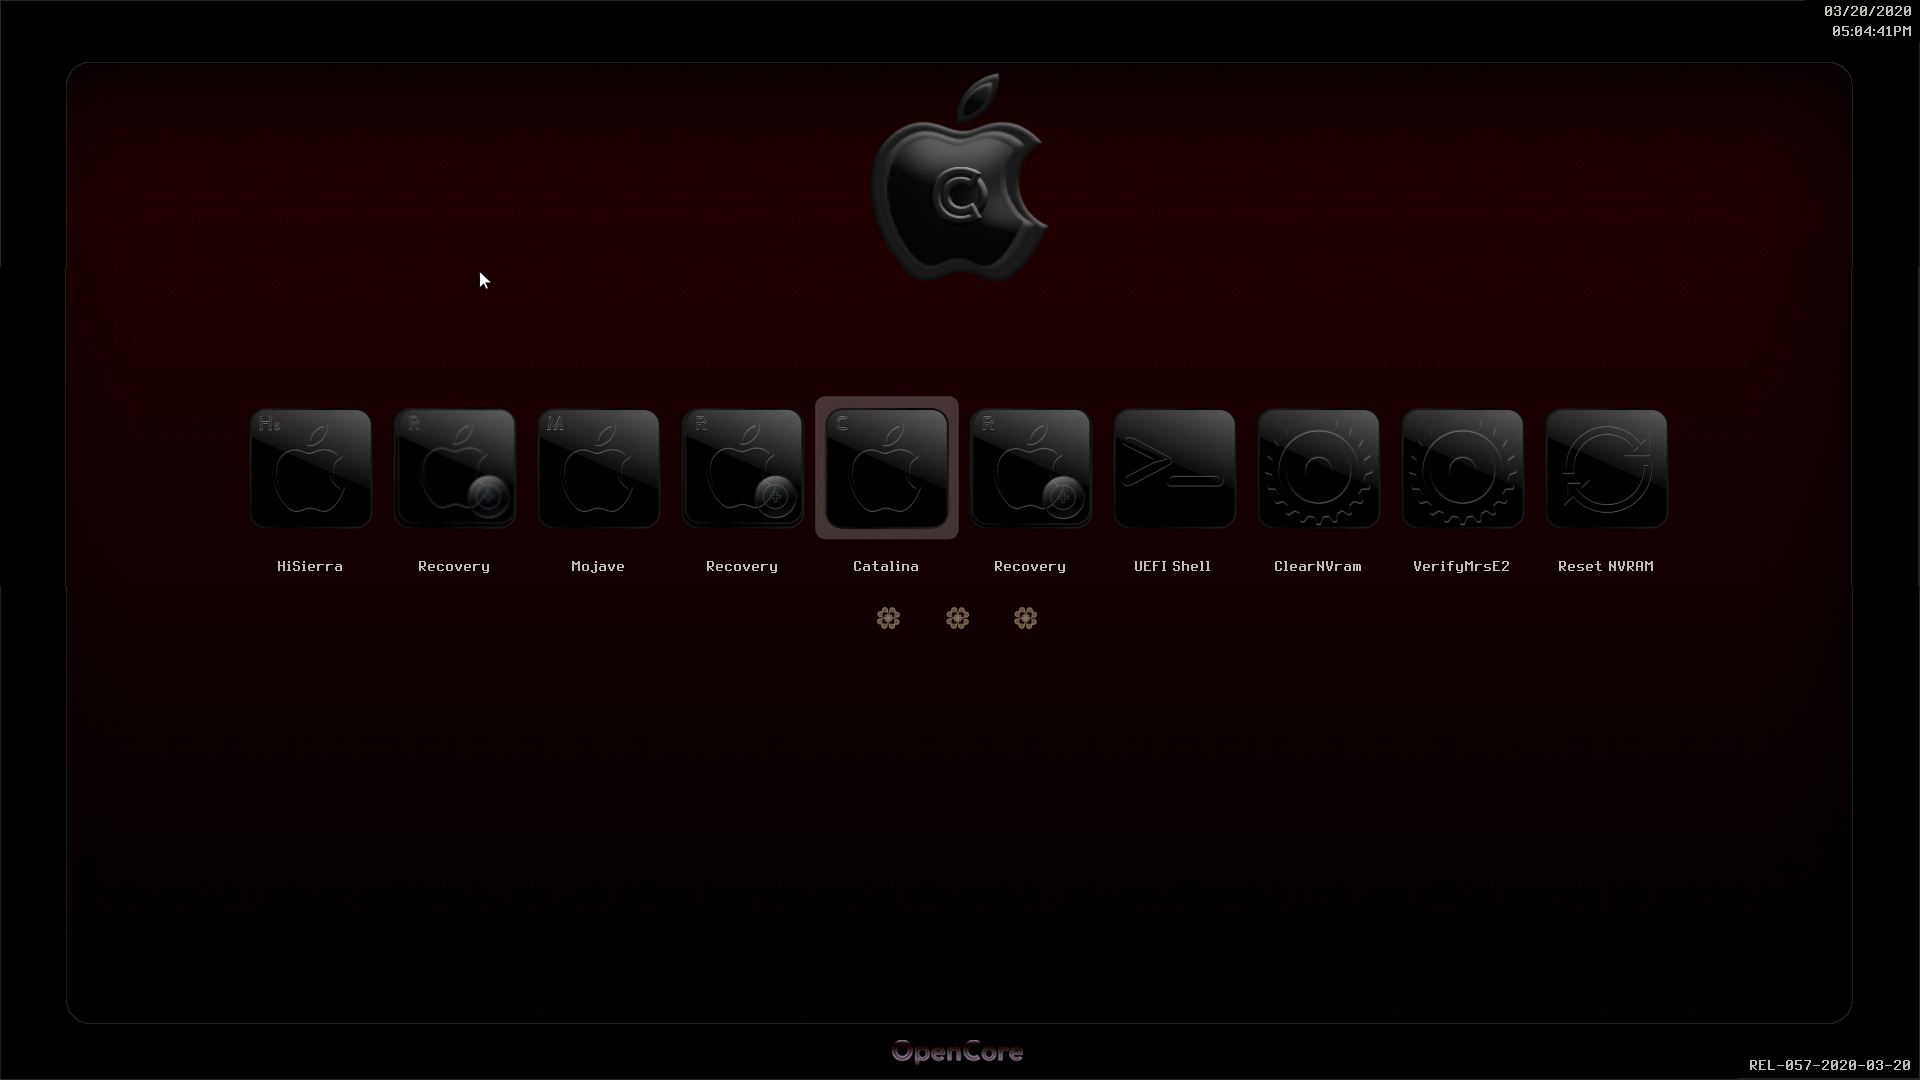 03/20/2020
05:04:41PM
Hs R M R C R
HiSierra Recovery Mojave Recovery Catalina Recovery UEFI Shell ClearNVram VerifyMrsE2 Reset NVRAM
OpenCore
REL-057-2020-03-20